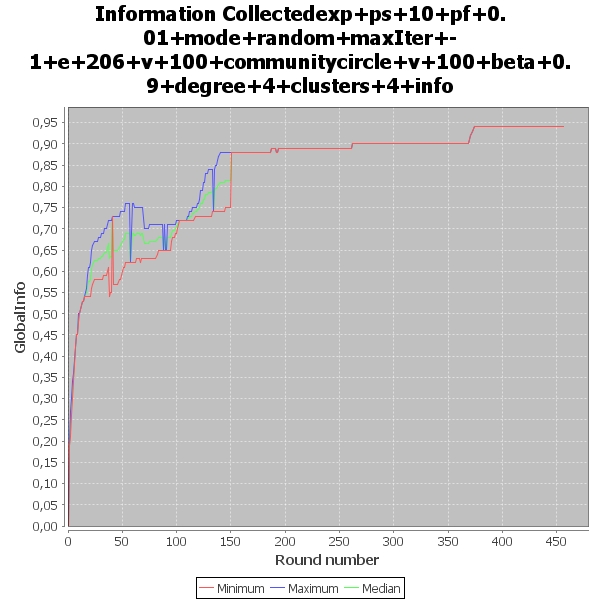 Information Collectedexp+ps+10+pf+0.
01+mode+random+maxIter+-
1+e+206+v+100+communitycircle+v+100+beta+0.
9+degree+4+clusters+4+info
0,95
0,90
0,85
0,80
0,75
0,70
0,65
0,60
0,55
0,50
0,45
0,40
0,35
0,30
0,25
0,20
0,15
0,10
0,05
0,00
GlobalInfo
0 50 100 150 200 250 300 350 400 450
Round number
Minimum Maximum Median